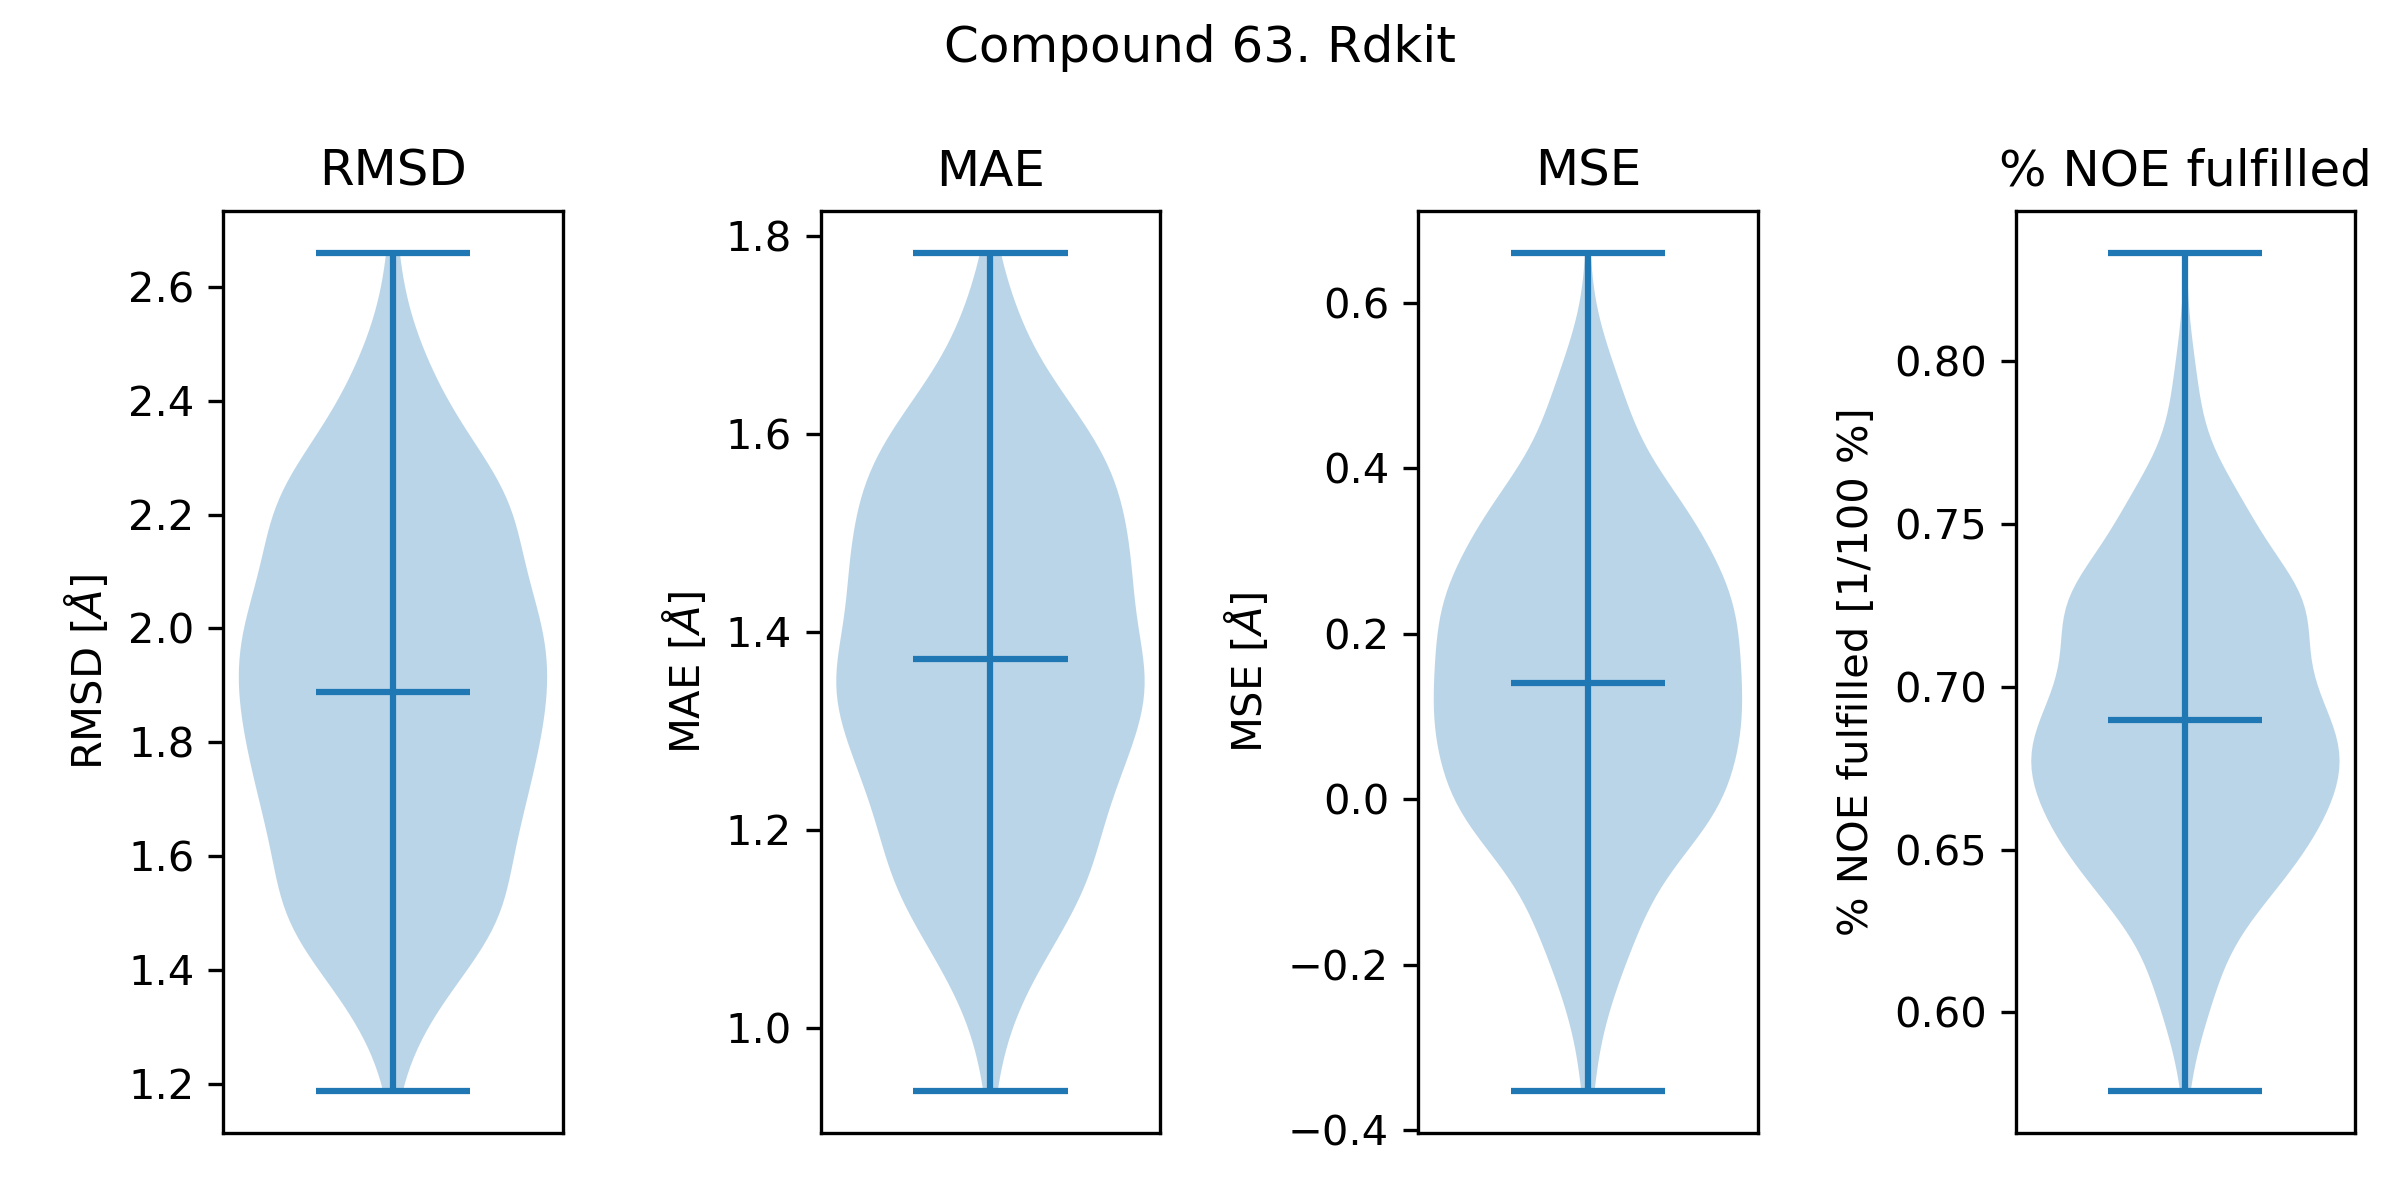 Compound 63. Rdkit
RMSD
RMSD [Å]
2.6
2.4
2.2
2.0
1.8
1.6
1.4
1.2
MAE
MAE [Å]
1.8
1.6
1.4
1.2
1.0
MSE
MSE [Å]
0.6
0.4
0.2
0.0
−0.2
−0.4
% NOE fulfilled
% NOE fulfilled [1/100 %]
0.80
0.75
0.70
0.65
0.60